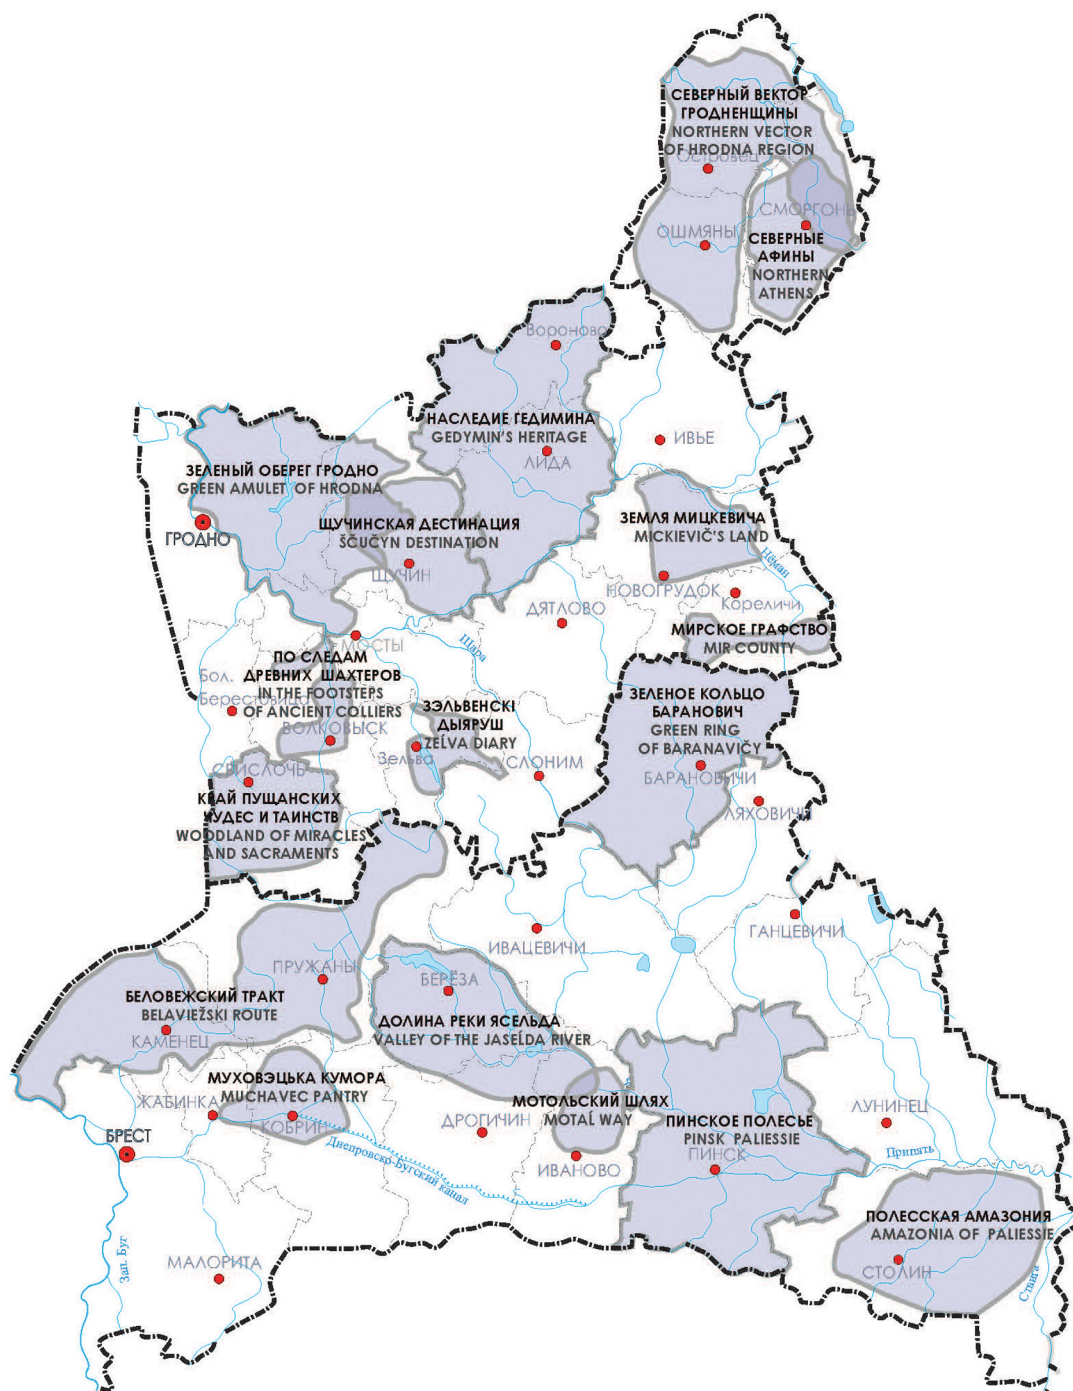 СЕВЕРНЫЙ ВЕКТОР
ГРОДНЕНЩИНЫ
NORTHERN VECTOR
OF HRODNA REGION
Островец
СМОРГОНЬ
ОШМЯНЫ
СЕВЕРНЫЕ
АФИНЫ
NORTHERN
ATHENS
Вороново
НАСЛЕДИЕ ГЕДИМИНА
GEDYMIN'S HERITAGE
ЛИДА
ИВЬЕ
ЗЕЛЕНЫЙ ОБЕРЕГ ГРОДНО
GREEN AMULET OF HRODNA
ГРОДНО
ЩУЧИНСКАЯ ДЕСТИНАЦИЯ
ŠČUČYN DESTINATION
ЩУЧИН
ЗЕМЛЯ МИЦКЕВИЧА
MICKIEVIČ'S LAND
Нёман
НОВОГРУДОК
Кореличи
ДЯТЛОВО
МИРСКОЕ ГРАФСТВО
MIR COUNTY
МОСТЫ
Щара
ПО СЛЕДАМ
ДРЕВНИХ ШАХТЕРОВ
IN THE FOOTSTEPS
OF ANCIENT COLLIERS
Бол.
Берестовица
ВОЛКОВЫСК
ЗЭЛЬВЕНСКІ
ДЫЯРУШ
ZEĹVA DIARY
Зельва
СЛОНИМ
ЗЕЛЕНОЕ КОЛЬЦО
БАРАНОВИЧ
GREEN RING
OF BARANAVIČY
БАРАНОВИЧИ
ЛЯХОВИЧИ
СВИСЛОЧЬ
КРАЙ ПУЩАНСКИХ
ЧУДЕС И ТАИНСТВ
WOODLAND OF MIRACLES
AND SACRAMENTS
ИВАЦЕВИЧИ
ГАНЦЕВИЧИ
ПРУЖАНЫ
БЕРЁЗА
БЕЛОВЕЖСКИЙ ТРАКТ
BELAVIEŽSKI ROUTE
КАМЕНЕЦ
ДОЛИНА РЕКИ ЯСЕЛЬДА
VALLEY OF THE JASEĹDA RIVER
МУХОВЭЦЬКА КУМОРА
MUCHAVEC PANTRY
ЖАБИНКА
КОБРИН
БРЕСТ
ДРОГИЧИН
МОТОЛЬСКИЙ ШЛЯХ
MOTAĹ WAY
ИВАНОВО
ПИНСКОЕ ПОЛЕСЬЕ
PINSK PALIESSIE
ПИНСК
ЛУНИНЕЦ
Припять
Днепровско-Бугский канал
ПОЛЕССКАЯ АМАЗОНИЯ
AMAZONIA OF PALIESSIE
СТОЛИН
Ствига
Зап. Буг
МАЛОРИТА